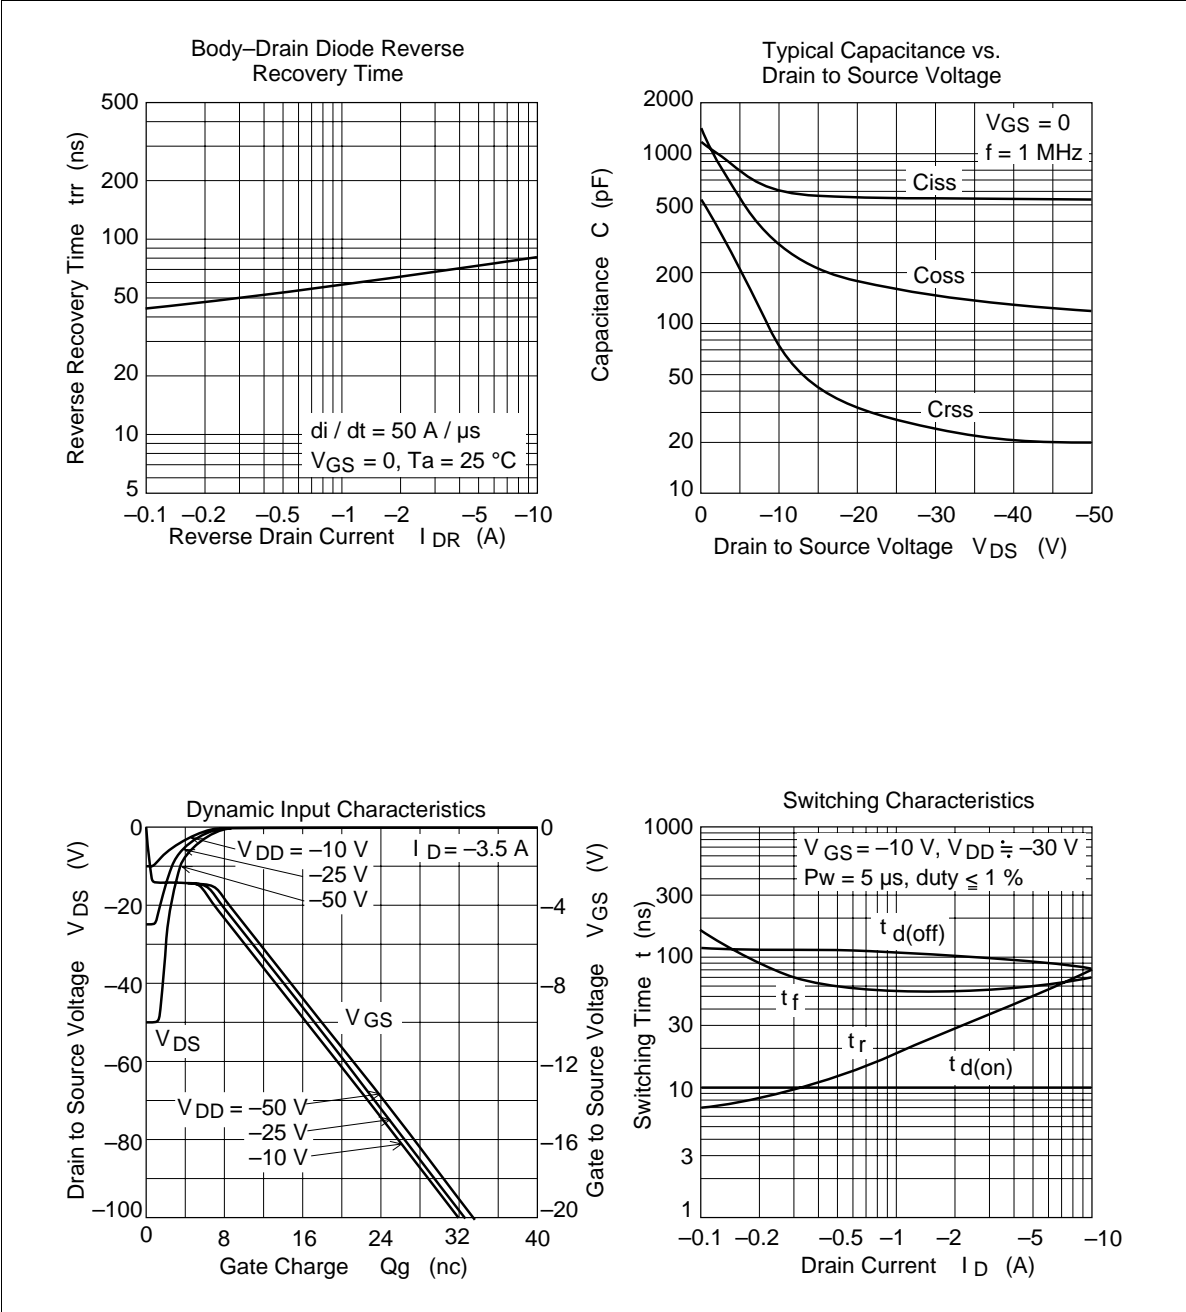 Body–Drain Diode Reverse
Recovery Time
500
200
100
50
20
10
5
Reverse Recovery Time trr (ns)
di / dt = 50 A / µs
VGS = 0, Ta = 25 °C
–0.1 –0.2 –0.5 –1 –2 –5 –10
Reverse Drain Current I DR (A)
Typical Capacitance vs.
Drain to Source Voltage
2000
1000
500
200
100
50
20
10
Capacitance C (pF)
VGS = 0
f = 1 MHz
Ciss
Coss
Crss
0 –10 –20 –30 –40 –50
Drain to Source Voltage VDS (V)
Dynamic Input Characteristics
0
–20
–40
–60
–80
–100
Drain to Source Voltage VDS (V)
VDD = –10 V
–25 V
–50 V
I D = –3.5 A
VDS
VGS
VDD = –50 V
–25 V
–10 V
0
–4
–8
–12
–16
–20
Gate to Source Voltage VGS (V)
0 8 16 24 32 40
Gate Charge Qg (nc)
Switching Characteristics
1000
300
100
30
10
3
1
Switching Time t (ns)
VGS = –10 V, VDD ≒ –30 V
Pw = 5 µs, duty ≦ 1 %
t d(off)
t f
t r
t d(on)
–0.1 –0.2 –0.5 –1 –2 –5 –10
Drain Current I D (A)